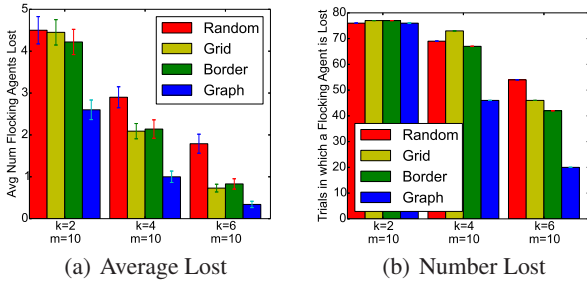 Avg Num Flocking Agents Lost
5
4
3
2
1
0
Random
Grid
Border
Graph
k=2
m=10
k=4
m=10
k=6
m=10
(a) Average Lost
Trials in which a Flocking Agent is Lost
80
70
60
50
40
30
20
10
0
Random
Grid
Border
Graph
k=2
m=10
k=4
m=10
k=6
m=10
(b) Number Lost